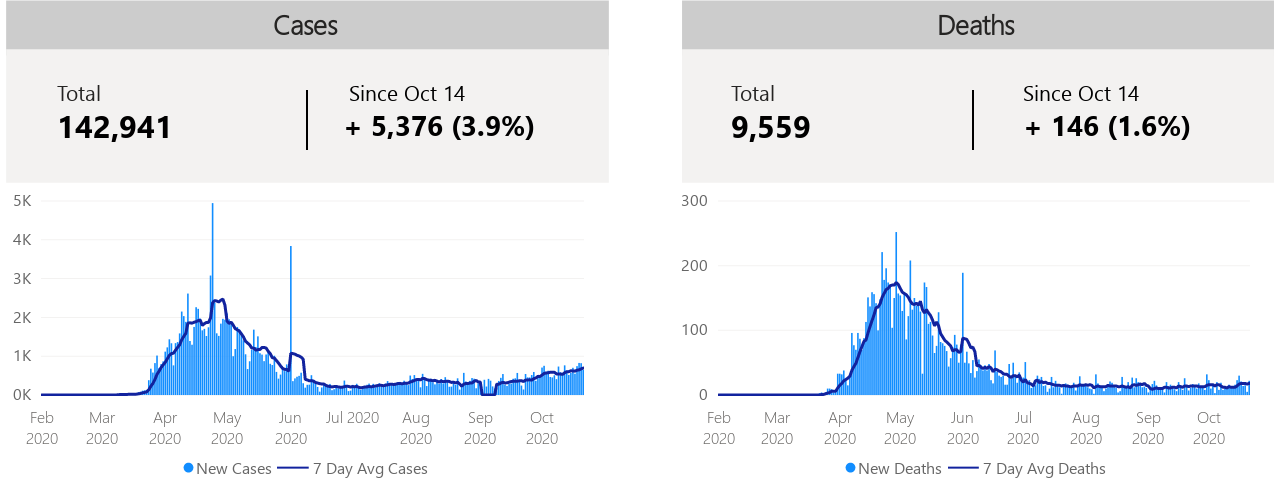 Cases
Total
142,941
Since Oct 14
+ 5,376 (3.9%)
5K
4K
3K
2K
1K
0K
Feb 2020
Mar 2020
Apr 2020
May 2020
Jun 2020
Jul 2020
Aug 2020
Sep 2020
Oct 2020
New Cases
7 Day Avg Cases
Deaths
Total
9,559
Since Oct 14
+ 146 (1.6%)
300
200
100
0
Feb 2020
Mar 2020
Apr 2020
May 2020
Jun 2020
Jul 2020
Aug 2020
Sep 2020
Oct 2020
New Deaths
7 Day Avg Deaths